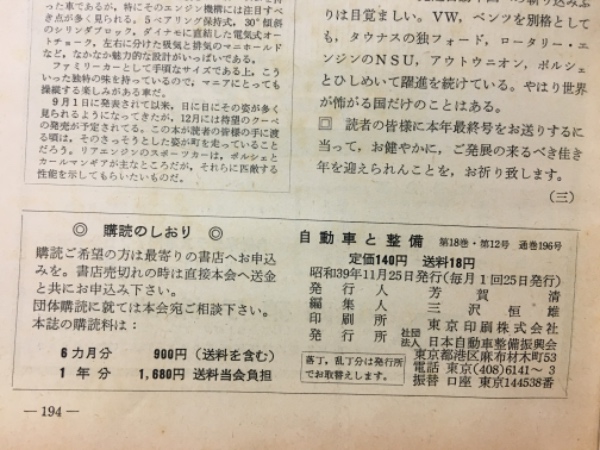 った車であるが、特にそのエンジン機構には注目すべ
き点が多く見られる。5ベアリング保持式、30°傾斜
のシリンダブロック、ダイナモに直結した電気式オ
ートチョーク、左右に分けた吸気と排気のマニホールド
など、なかなか魅力的な設計がいっぱいである。
ファミリーカーとして手頃なサイズである上、こう
いった独特の味を持っているので、マニアにとっても
操縦する楽しみがある車だ。
9月1日に発表されて以来、日に日にその姿が多く
見られるようになってきたが、12月には待望のクーペ
の発売が予定されてる。この本が読者の皆様の手に渡
る頃は、そのさっそうとした姿が町を走っていること
だろう。リアエンジンのスポーツカーは、ポルシェと
カールマンギアが主なところだが、それらに匹敵する
性能を示してもらいたいものだ。
りは目覚ましい。VW、ベンツを別格として
も、タウナスの独フォード、ロータリー・エ
ンジンのNSU、アウトウニオン、ポルシェ
とひしめいて躍進を続けている。やはり世界
が怖がる国だけのことはある。
回 読者の皆様に本年最終号をお送りするに
当って、お健やかに、ご発展の来るべき佳き
年を迎えられんことを、お祈り致します。
(三)
◎ 購読のしおり ◎
購読ご希望の方は最寄りの書店へお申込
みを。書店売切れの時は直接本会へ送金
と共にお申込み下さい。
団体購読に就ては本会宛ご相談下さい。
本誌の購読料は:
6カ月分 900円(送料を含む)
1年分 1,680円 送料当会負担
自動車と整備 第18巻・第12号 通巻196号
定価140円 送料18円
昭和39年11月25日発行(毎月1回25日発行)
発行人 芳賀清
編集人 三沢恒雄
印刷所 東京印刷株式会社
発行所 社団法人 日本自動車整備振興会
東京都港区麻布材木町53
電話 東京(408)6141〜3
振替 口座 東京144538番
落丁、乱丁分は発行所
でお取替えします。
— 194 —